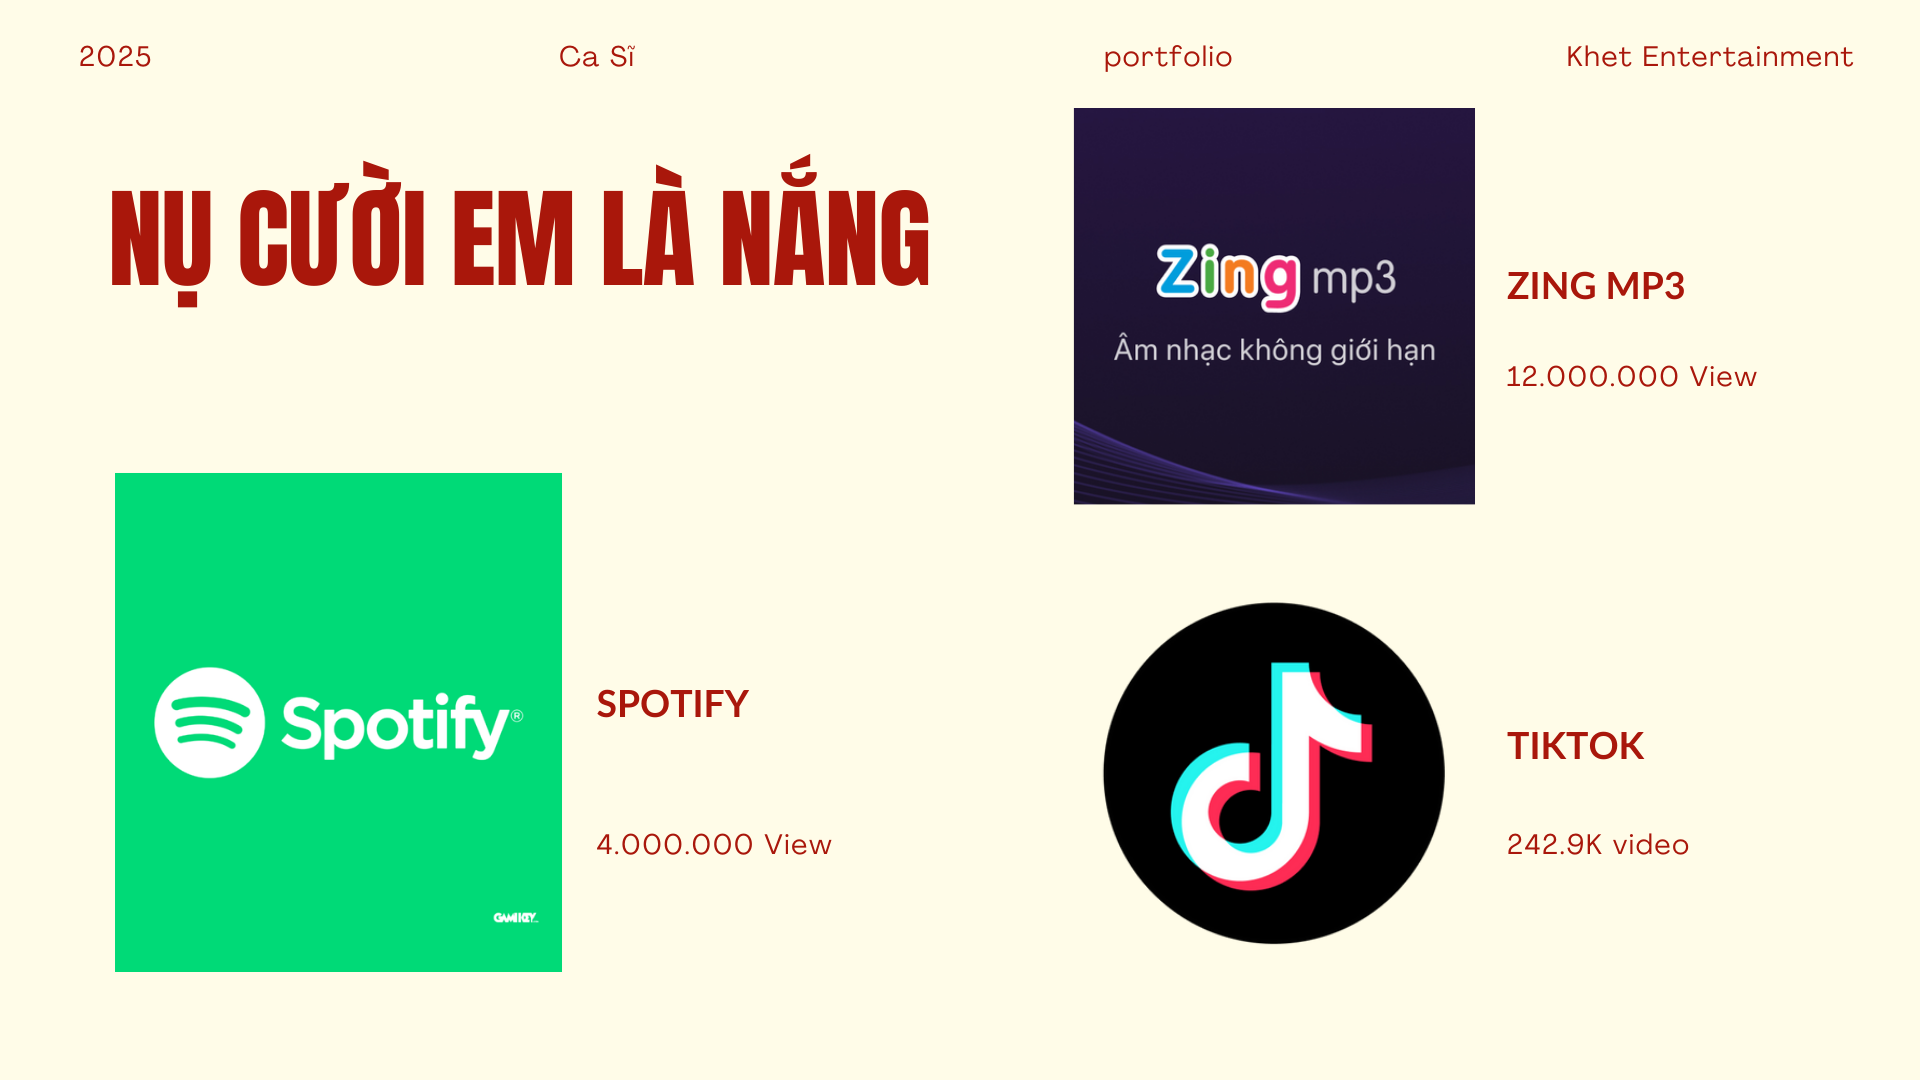 2025
Ca Sĩ
portfolio
Khet Entertainment
NỤ CƯỜI EM LÀ NẮNG
Zing mp3
Âm nhạc không giới hạn
ZING MP3
12.000.000 View
Spotify®
GAMIKEY
SPOTIFY
4.000.000 View
TIKTOK
242.9K video